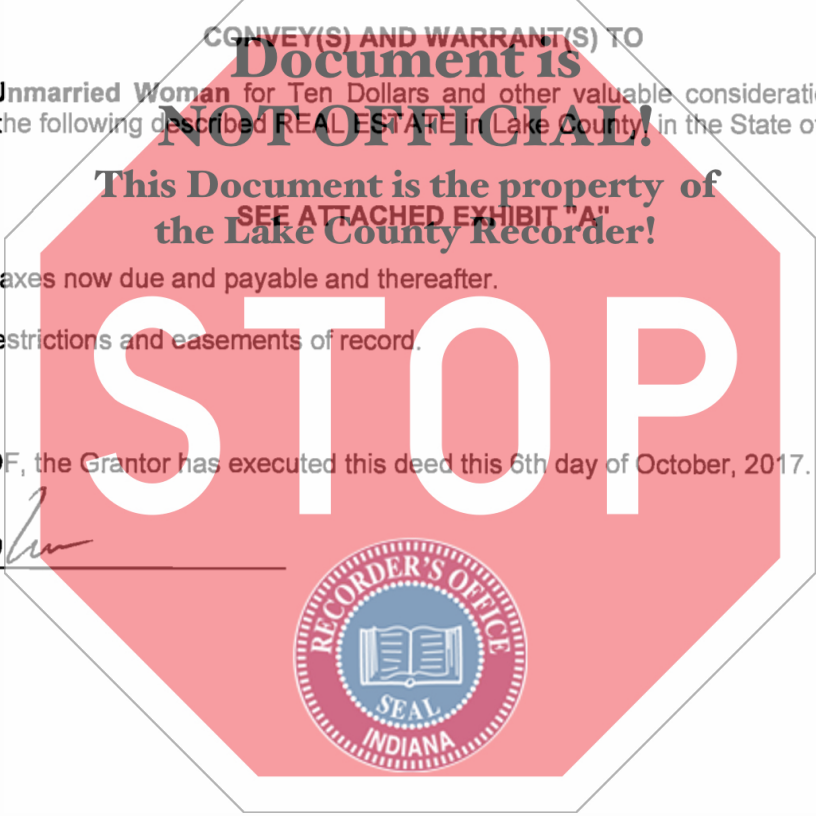 CONVEY(S) AND WARRANT(S) TO
Document is
Unmarried Woman for Ten Dollars and other valuable considerati
he following described REAL ESTATE in Lake County, in the State o
NOT OFFICIAL!
This Document is the property of
SEE ATTACHED EXHIBIT "A"
the Lake County Recorder!
axes now due and payable and thereafter.
estrictions and easements of record.
STOP
F, the Grantor has executed this deed this 6th day of October, 2017.
RECORDER'S OFFICE
SEAL
INDIANA